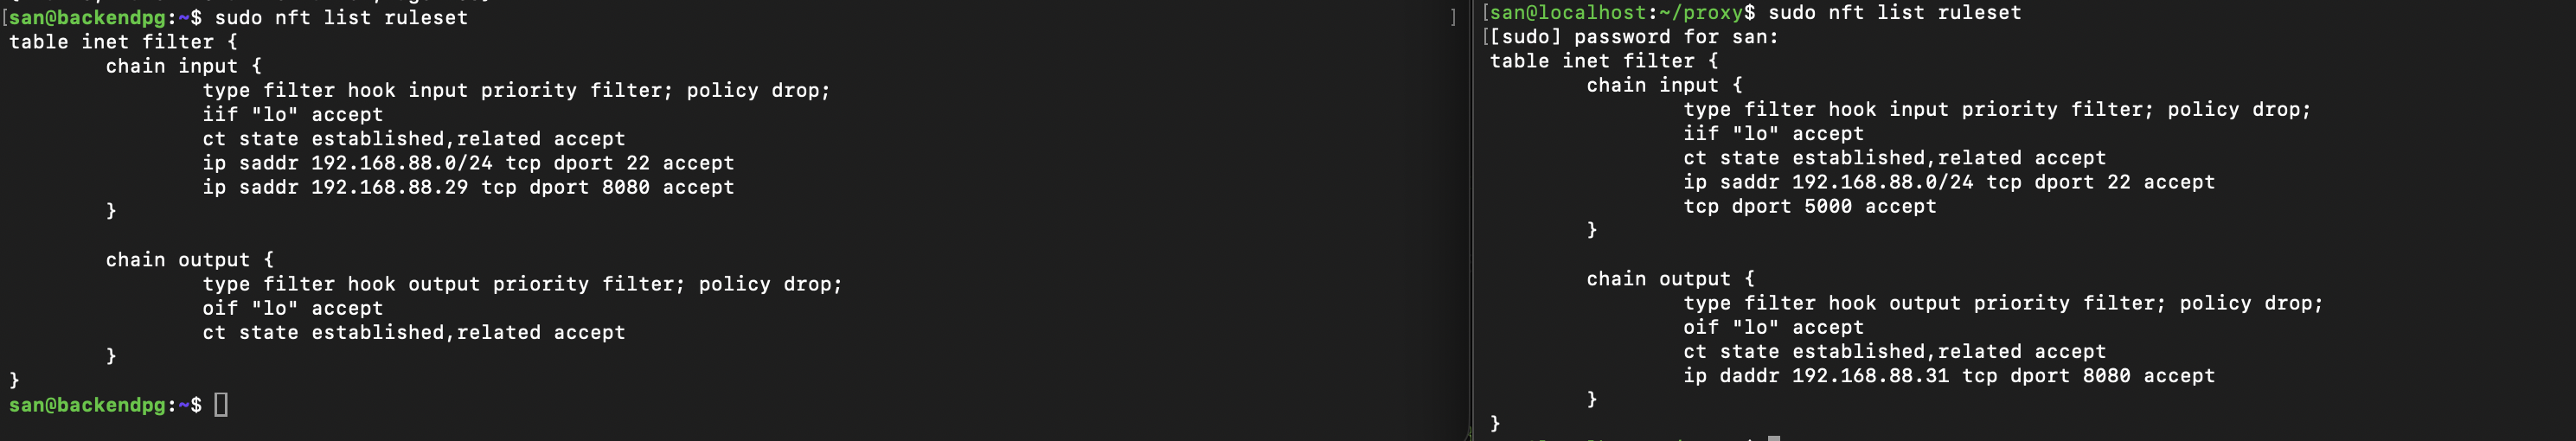 [san@backendpg:~$ sudo nft list ruleset ]
table inet filter {
        chain input {
                type filter hook input priority filter; policy drop;
                iif "lo" accept
                ct state established,related accept
                ip saddr 192.168.88.0/24 tcp dport 22 accept
                ip saddr 192.168.88.29 tcp dport 8080 accept
        }

        chain output {
                type filter hook output priority filter; policy drop;
                oif "lo" accept
                ct state established,related accept
        }
}
san@backendpg:~$
[san@localhost:~/proxy$ sudo nft list ruleset
[[sudo] password for san:
table inet filter {
        chain input {
                type filter hook input priority filter; policy drop;
                iif "lo" accept
                ct state established,related accept
                ip saddr 192.168.88.0/24 tcp dport 22 accept
                tcp dport 5000 accept
        }

        chain output {
                type filter hook output priority filter; policy drop;
                oif "lo" accept
                ct state established,related accept
                ip daddr 192.168.88.31 tcp dport 8080 accept
        }
}